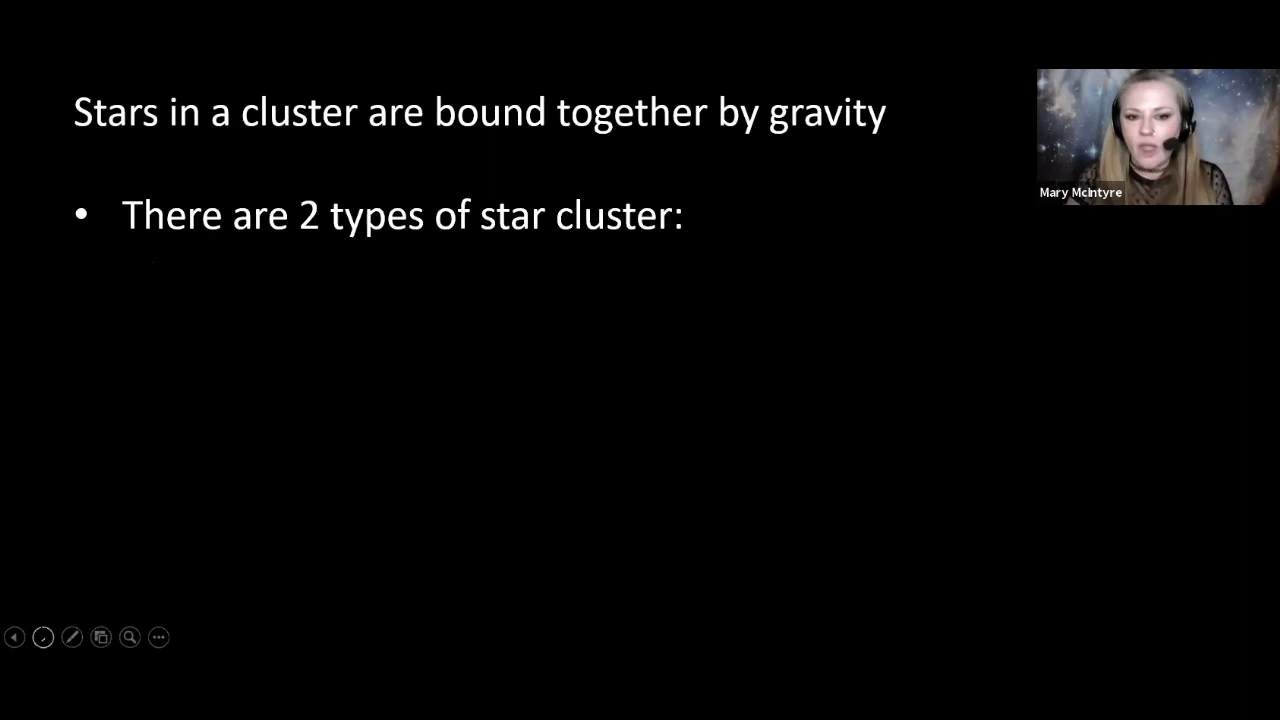 Stars in a cluster are bound together by gravity
• There are 2 types of star cluster:
Mary McIntyre